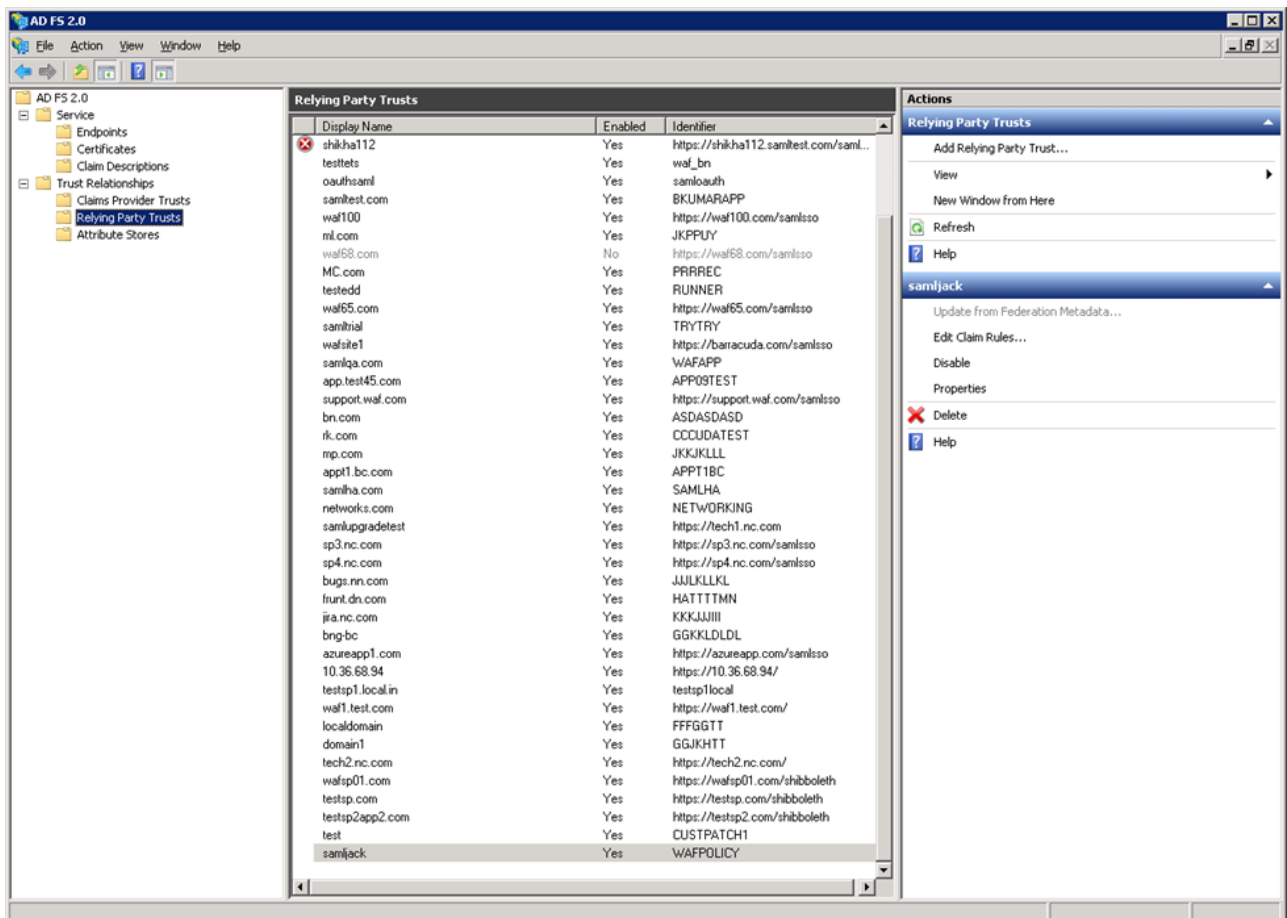 AD FS 2.0
File Action View Window Help
AD FS 2.0
Service
Endpoints
Certificates
Claim Descriptions
Trust Relationships
Claims Provider Trusts
Relying Party Trusts
Attribute Stores
Relying Party Trusts
Display Name Enabled Identifier
shikha112 Yes https://shikha112.samltest.com/saml...
testtets Yes waf_bn
oauthsaml Yes samloauth
samltest.com Yes BKUMARAPP
waf100 Yes https://waf100.com/samlsso
ml.com Yes JKPPUY
waf68.com No https://waf68.com/samlsso
MC.com Yes PRRREC
testedd Yes RUNNER
waf65.com Yes https://waf65.com/samlsso
samltrial Yes TRYTRY
wafsite1 Yes https://barracuda.com/samlsso
samlqa.com Yes WAFAPP
app.test45.com Yes APP09TEST
support.waf.com Yes https://support.waf.com/samlsso
bn.com Yes ASDASDASD
rk.com Yes CCCUDATEST
mp.com Yes JKKJKLLL
appt1.bc.com Yes APPT1BC
samlha.com Yes SAMLHA
networks.com Yes NETWORKING
samlupgradetest Yes https://tech1.nc.com
sp3.nc.com Yes https://sp3.nc.com/samlsso
sp4.nc.com Yes https://sp4.nc.com/samlsso
bugs.nn.com Yes JJJLKLLKL
frunt.dn.com Yes HATTTTMN
jira.nc.com Yes KKKJJJIII
bng-bc Yes GGKKLDLDL
azureapp1.com Yes https://azureapp.com/samlsso
10.36.68.94 Yes https://10.36.68.94/
testsp1.local.in Yes testsp1local
waf1.test.com Yes https://waf1.test.com/
localdomain Yes FFFGGTT
domain1 Yes GGJKHTT
tech2.nc.com Yes https://tech2.nc.com/
wafsp01.com Yes https://wafsp01.com/shibboleth
testsp.com Yes https://testsp.com/shibboleth
testsp2app2.com Yes https://testsp2.com/shibboleth
test Yes CUSTPATCH1
samljack Yes WAFPOLICY
Actions
Relying Party Trusts
Add Relying Party Trust...
View
New Window from Here
Refresh
Help
samljack
Update from Federation Metadata...
Edit Claim Rules...
Disable
Properties
Delete
Help